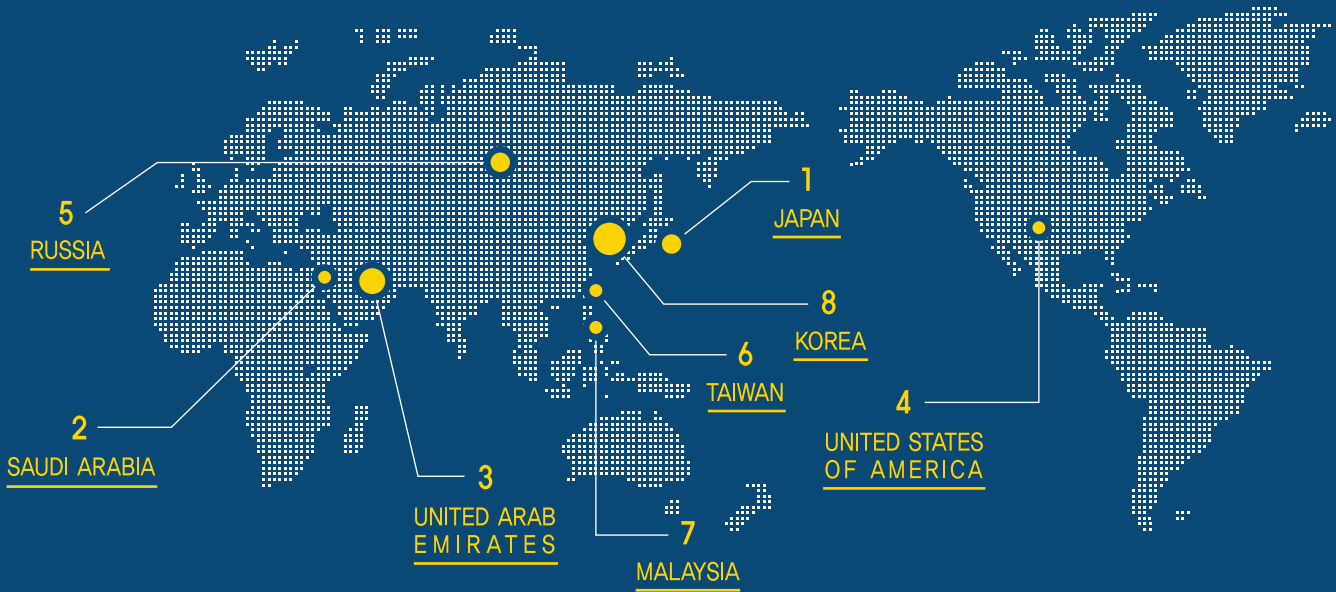 1
JAPAN
5
RUSSIA
8
KOREA
6
TAIWAN
4
UNITED STATES
OF AMERICA
2
SAUDI ARABIA
3
UNITED ARAB
EMIRATES
7
MALAYSIA